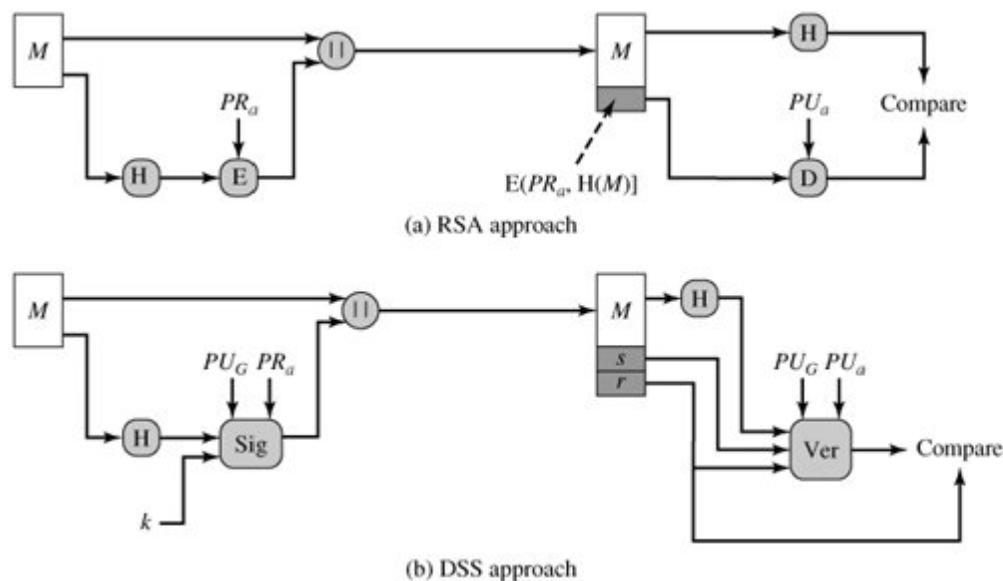 M
| |
PRa
H
E
M
E(PRa, H(M)]
H
PUa
D
Compare
(a) RSA approach
M
| |
PUG PRa
H
Sig
k
M
s
r
H
PUG PUa
Ver
Compare
(b) DSS approach